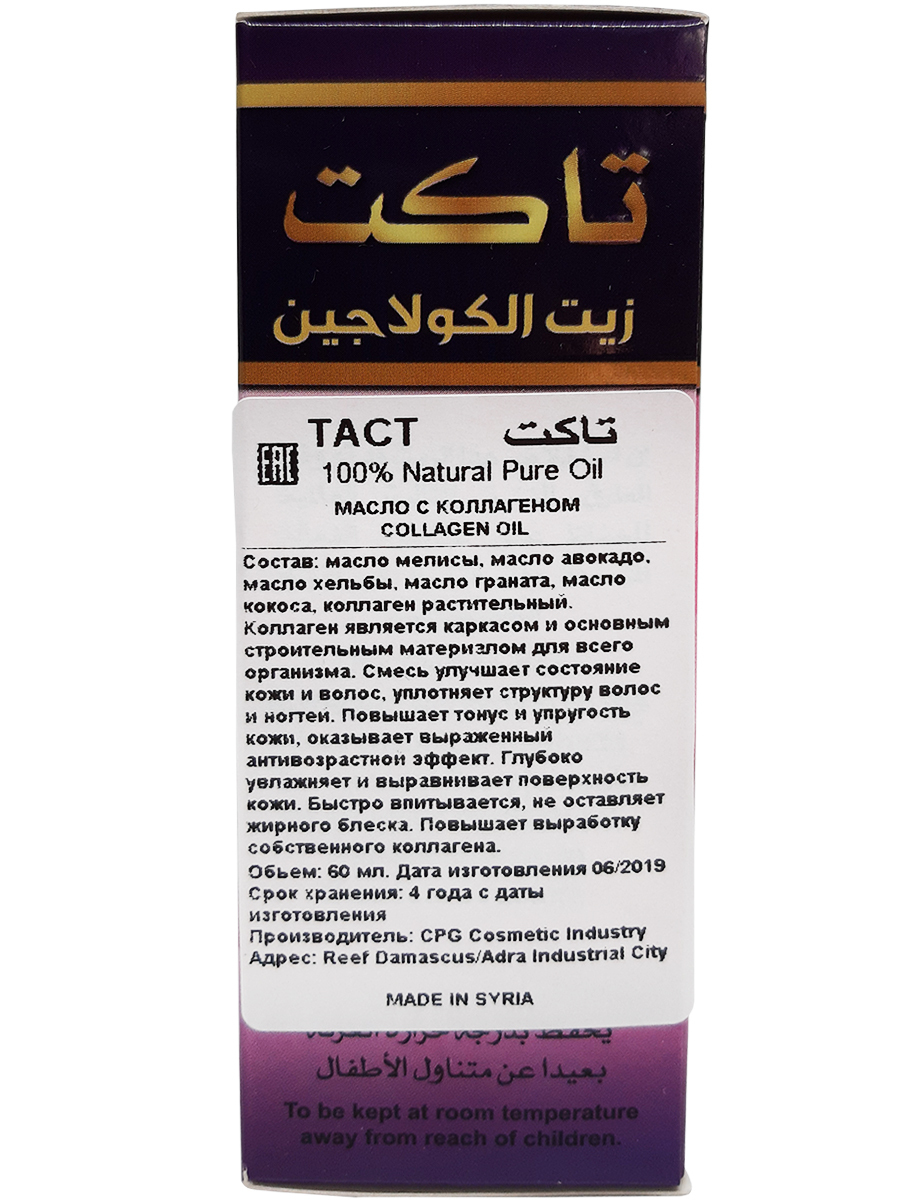 تاكت
زيت الكولاجين
TACT تاكت
EAC
100% Natural Pure Oil
МАСЛО С КОЛЛАГЕНОМ
COLLAGEN OIL
Состав: масло мелисы, масло авокадо,
масло хельбы, масло граната, масло
кокоса, коллаген растительный.
Коллаген является каркасом и основным
строительным материалом для всего
организма. Смесь улучшает состояние
кожи и волос, уплотняет структуру волос
и ногтей. Повышает тонус и упругость
кожи, оказывает выраженный
антивозрастной эффект. Глубоко
увлажняет и выравнивает поверхность
кожи. Быстро впитывается, не оставляет
жирного блеска. Повышает выработку
собственного коллагена.
Обьем: 60 мл. Дата изготовления 06/2019
Срок хранения: 4 года с даты
изготовления
Производитель: CPG Cosmetic Industry
Адрес: Reef Damascus/Adra Industrial City
MADE IN SYRIA
يحفظ بدرجة حرارة الغرفة
بعيدا عن متناول الأطفال
To be kept at room temperature
away from reach of children.